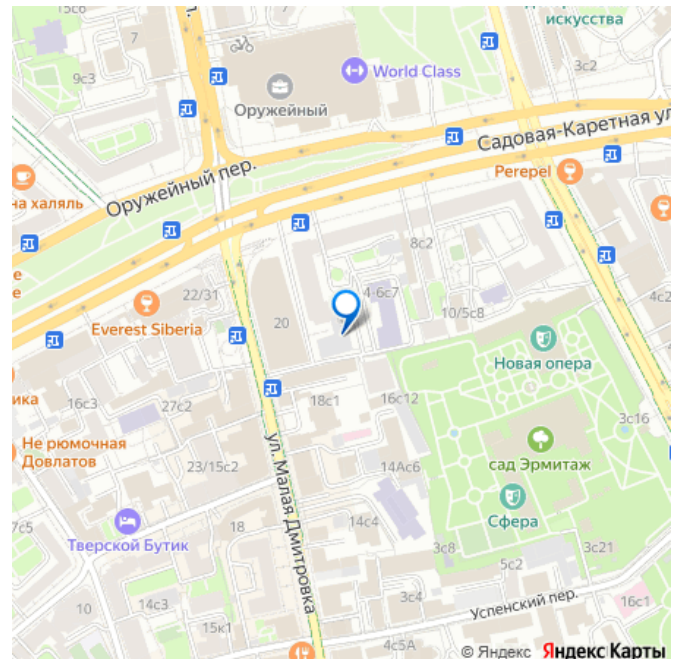 15с6
7
искусства
3с2
9с3
World Class
Оружейный
Садовая-Каретная ул
Оружейный пер.
Perepel
на халяль
8с2
е
е
22/31
4-6с7
4с2
Everest Siberia
20
10/5с8
Новая опера
ика
16с3
27с2
18с1
16с12
3с16
Не рюмочная
Довлатов
23/15с2
14Ас6
сад Эрмитаж
ул. Малая Дмитровка
7с5
18
14с4
Сфера
Тверской Бутик
3с8
3с21
5с2
10
14с3
3с4
Успенский пер.
16с1
15к1
4с5А
© Яндекс Яндекс Карты